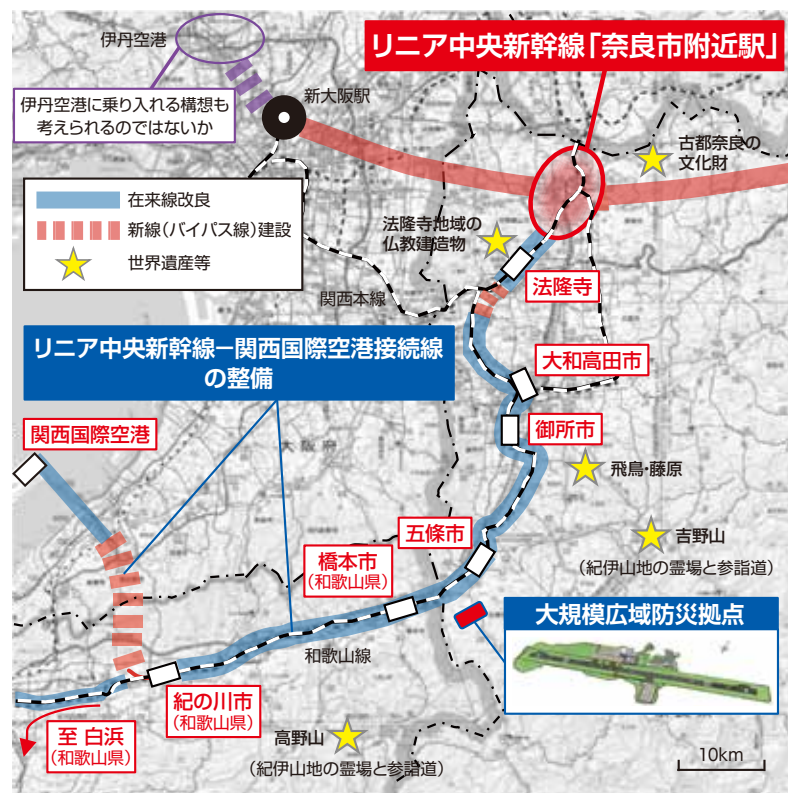 伊丹空港
リニア中央新幹線「奈良市附近駅」
伊丹空港に乗り入れる構想も
考えられるのではないか
新大阪駅
古都奈良の
文化財
在来線改良
新線（バイパス線）建設
世界遺産等
法隆寺地域の
仏教建造物
関西本線
法隆寺
リニア中央新幹線－関西国際空港接続線
の整備
大和高田市
関西国際空港
御所市
大阪府
飛鳥・藤原
五條市
吉野山
（紀伊山地の霊場と参詣道）
橋本市
（和歌山県）
大規模広域防災拠点
和歌山線
紀の川市
（和歌山県）
至 白浜
（和歌山県）
高野山
（紀伊山地の霊場と参詣道）
10km